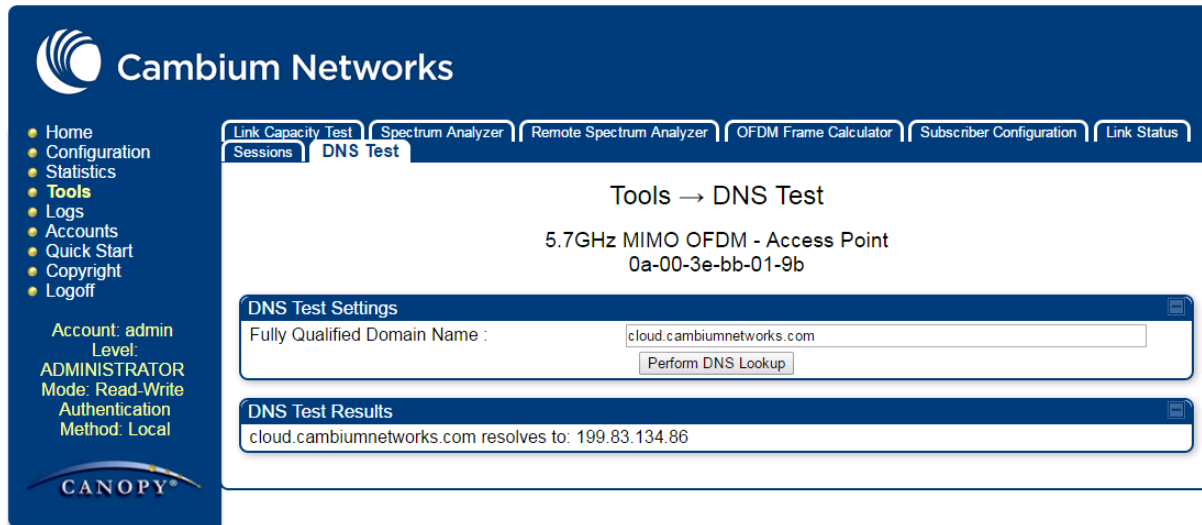 Cambium Networks
Home
Configuration
Statistics
Tools
Logs
Accounts
Quick Start
Copyright
Logoff
Account: admin
Level:
ADMINISTRATOR
Mode: Read-Write
Authentication
Method: Local
CANOPY®
Link Capacity Test Spectrum Analyzer Remote Spectrum Analyzer OFDM Frame Calculator Subscriber Configuration Link Status
Sessions DNS Test
Tools → DNS Test
5.7GHz MIMO OFDM - Access Point
0a-00-3e-bb-01-9b
DNS Test Settings
Fully Qualified Domain Name : cloud.cambiumnetworks.com
Perform DNS Lookup
DNS Test Results
cloud.cambiumnetworks.com resolves to: 199.83.134.86